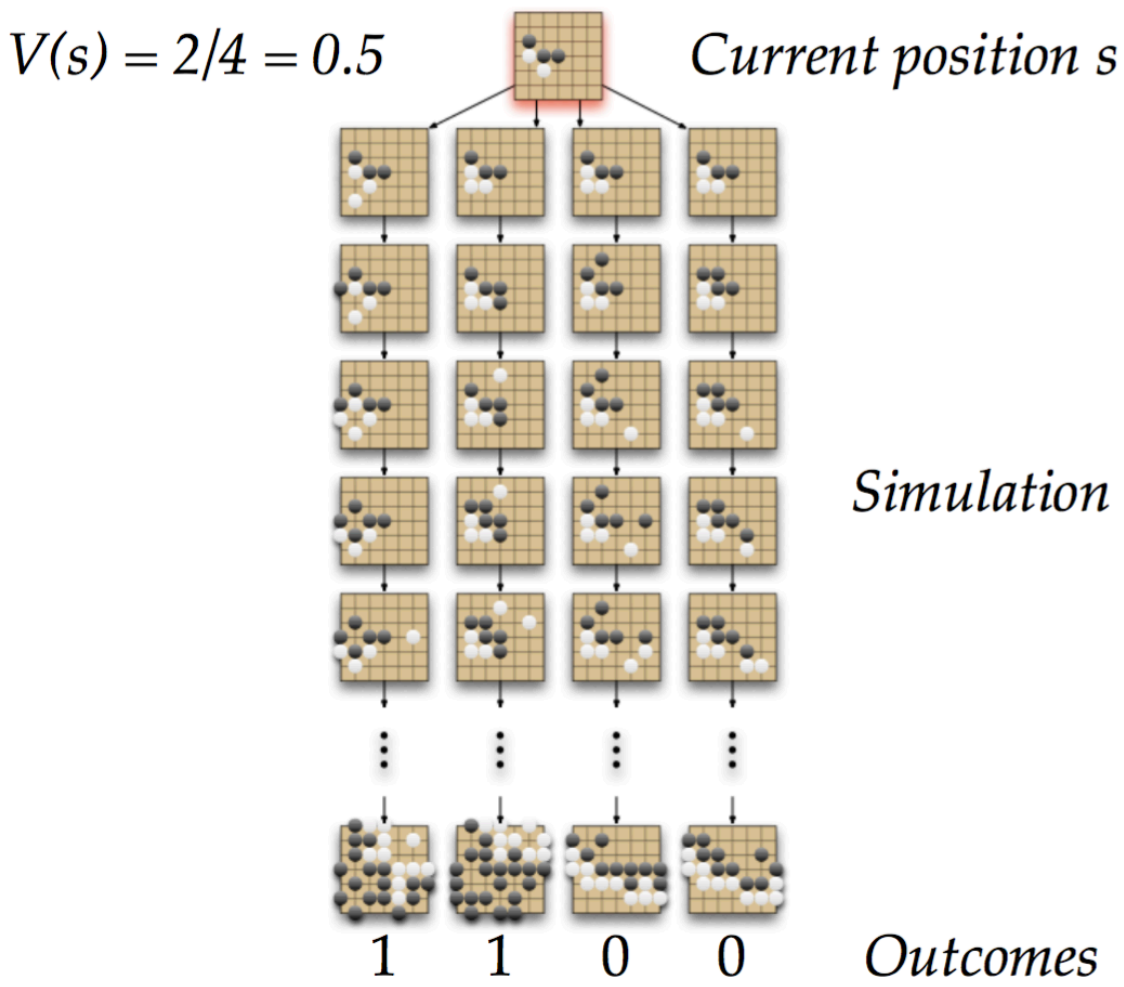 V(s) = 2/4 = 0.5
Current position s
Simulation
1 1 0 0
Outcomes